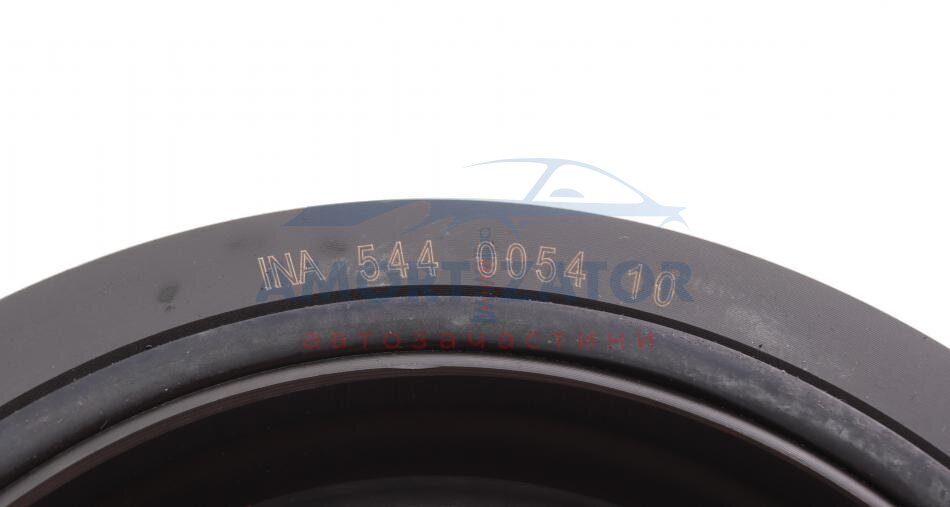 INA 544 0054 10
AMORTIZATOR
автозапчастини